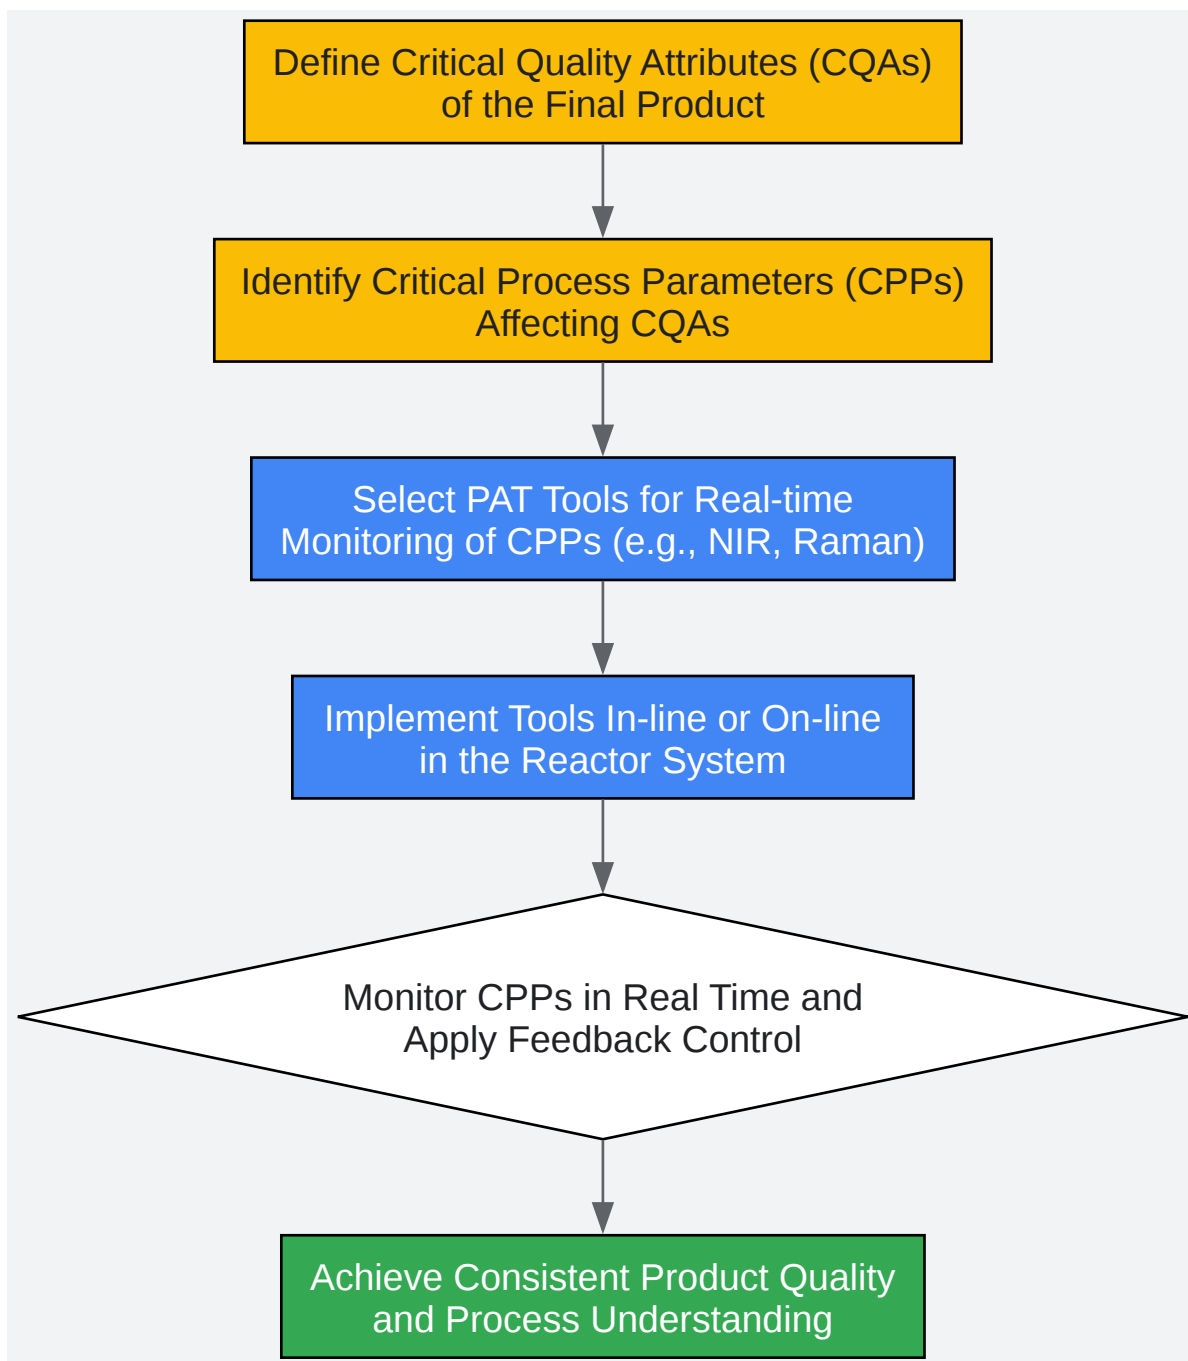 Define Critical Quality Attributes (CQAs)
of the Final Product
Identify Critical Process Parameters (CPPs)
Affecting CQAs
Select PAT Tools for Real-time
Monitoring of CPPs (e.g., NIR, Raman)
Implement Tools In-line or On-line
in the Reactor System
Monitor CPPs in Real Time and
Apply Feedback Control
Achieve Consistent Product Quality
and Process Understanding